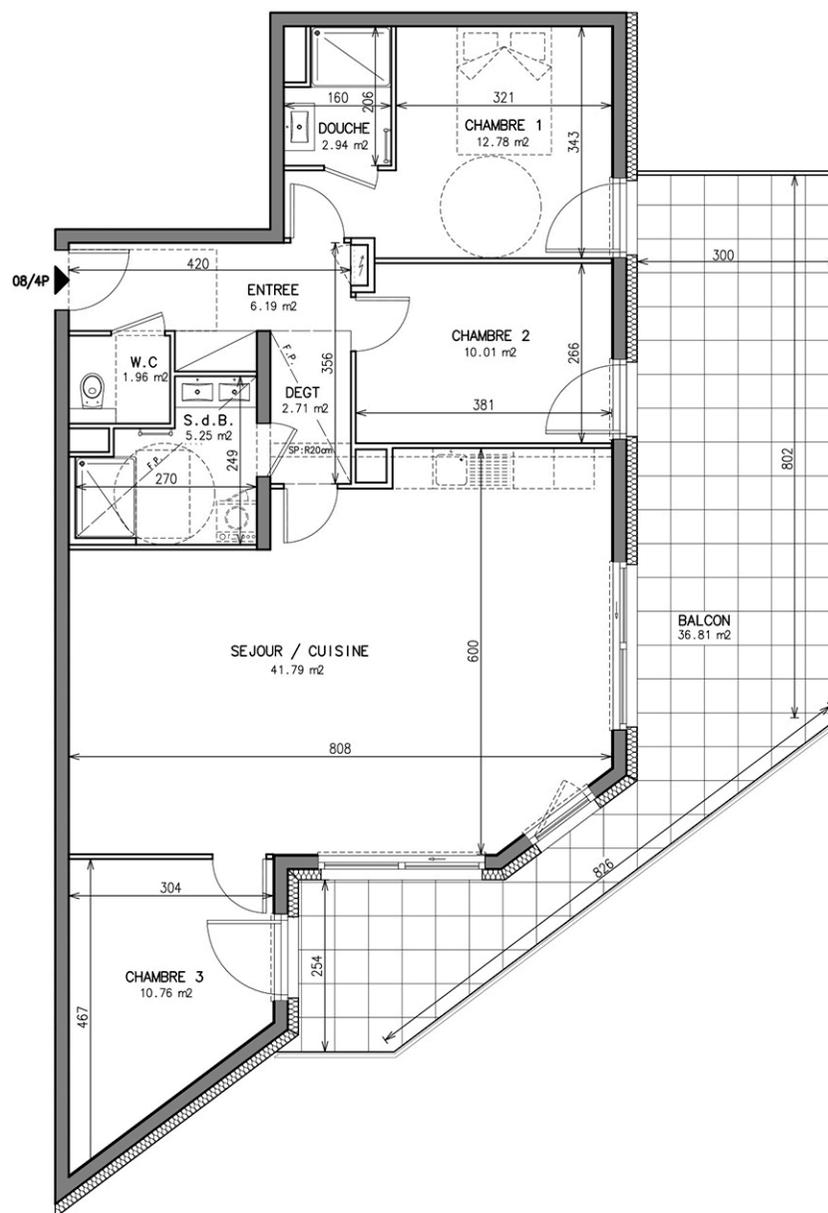 160
206
DOUCHE
2.94 m2
321
CHAMBRE 1
12.78 m2
343
300
08/4P
420
ENTREE
6.19 m2
CHAMBRE 2
10.01 m2
266
381
W.C
1.96 m2
F.P.
356
DEGT
2.71 m2
S.d.B.
5.25 m2
SP:R20cm
F.P.
249
270
802
BALCON
36.81 m2
SEJOUR / CUISINE
41.79 m2
600
808
826
304
254
CHAMBRE 3
10.76 m2
467